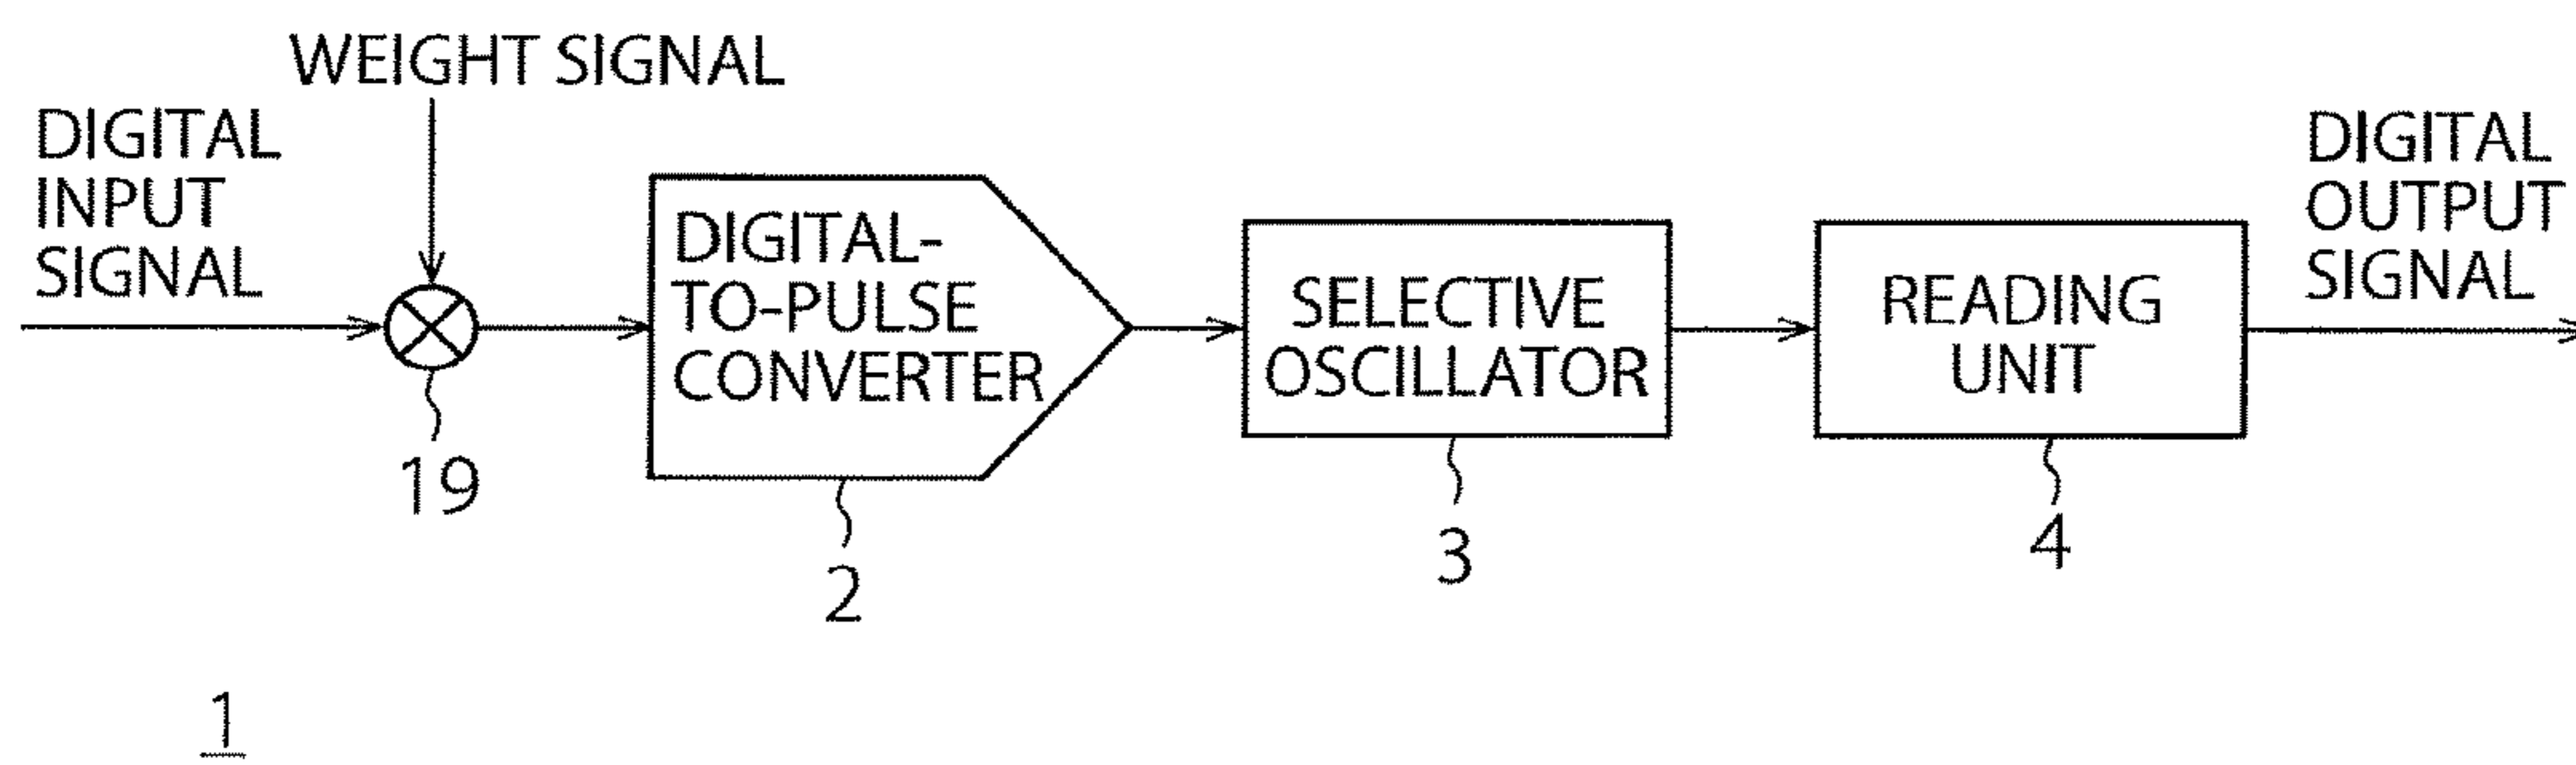 WEIGHT SIGNAL
DIGITAL
INPUT
SIGNAL
19
DIGITAL-
TO-PULSE
CONVERTER
2
SELECTIVE
OSCILLATOR
3
READING
UNIT
4
DIGITAL
OUTPUT
SIGNAL
1